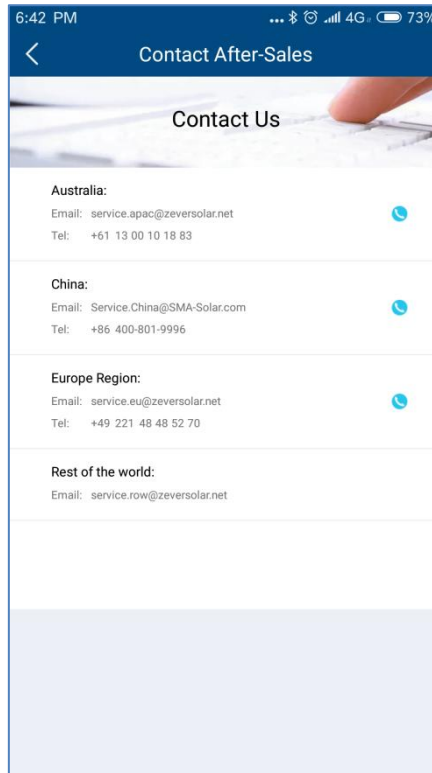 6:42 PM ... 4G 73%
Contact After-Sales
Contact Us
Australia:
Email: service.apac@zeversolar.net
Tel: +61 13 00 10 18 83
China:
Email: Service.China@SMA-Solar.com
Tel: +86 400-801-9996
Europe Region:
Email: service.eu@zeversolar.net
Tel: +49 221 48 48 52 70
Rest of the world:
Email: service.row@zeversolar.net